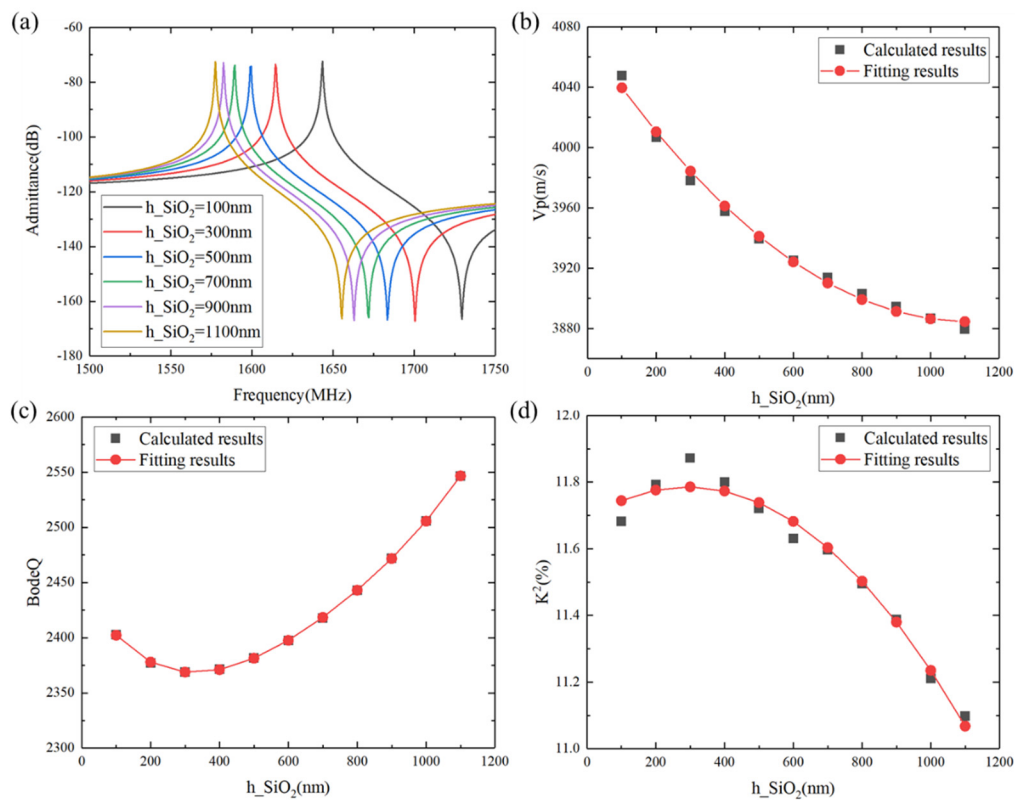 (a)
-60
-80
-100
-120
-140
-160
-180
Admittance(dB)
h_SiO₂=100nm
h_SiO₂=300nm
h_SiO₂=500nm
h_SiO₂=700nm
h_SiO₂=900nm
h_SiO₂=1100nm
1500 1550 1600 1650 1700 1750
Frequency(MHz)
(b)
4080
4040
4000
3960
3920
3880
Vp(m/s)
Calculated results
Fitting results
0 200 400 600 800 1000 1200
h_SiO₂(nm)
(c)
2600
2550
2500
2450
2400
2350
2300
BodeQ
Calculated results
Fitting results
0 200 400 600 800 1000 1200
h_SiO₂(nm)
(d)
12.0
11.8
11.6
11.4
11.2
11.0
K²(%)
Calculated results
Fitting results
0 200 400 600 800 1000 1200
h_SiO₂(nm)